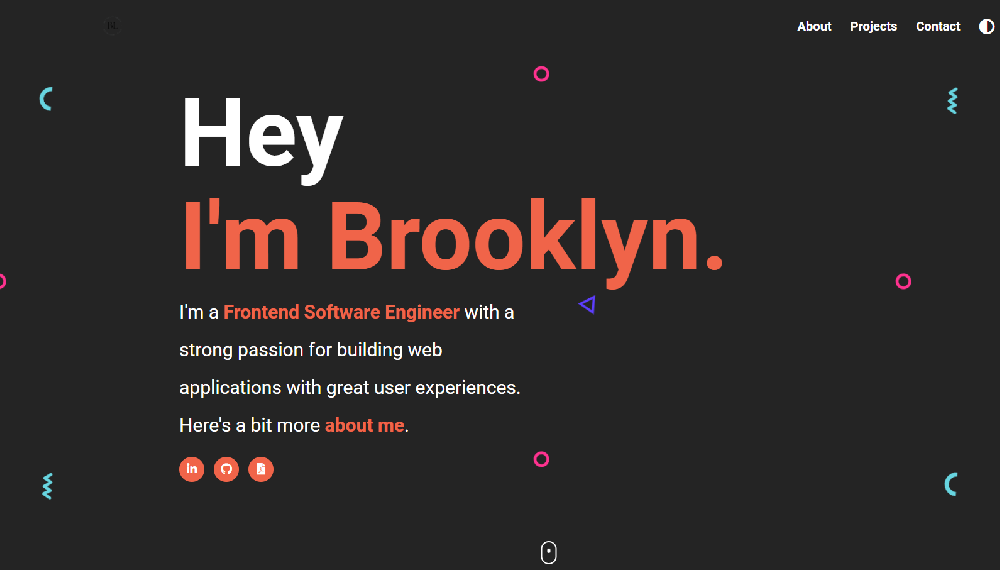 About Projects Contact
Hey
I'm Brooklyn.
I'm a Frontend Software Engineer with a
strong passion for building web
applications with great user experiences.
Here's a bit more about me.
in